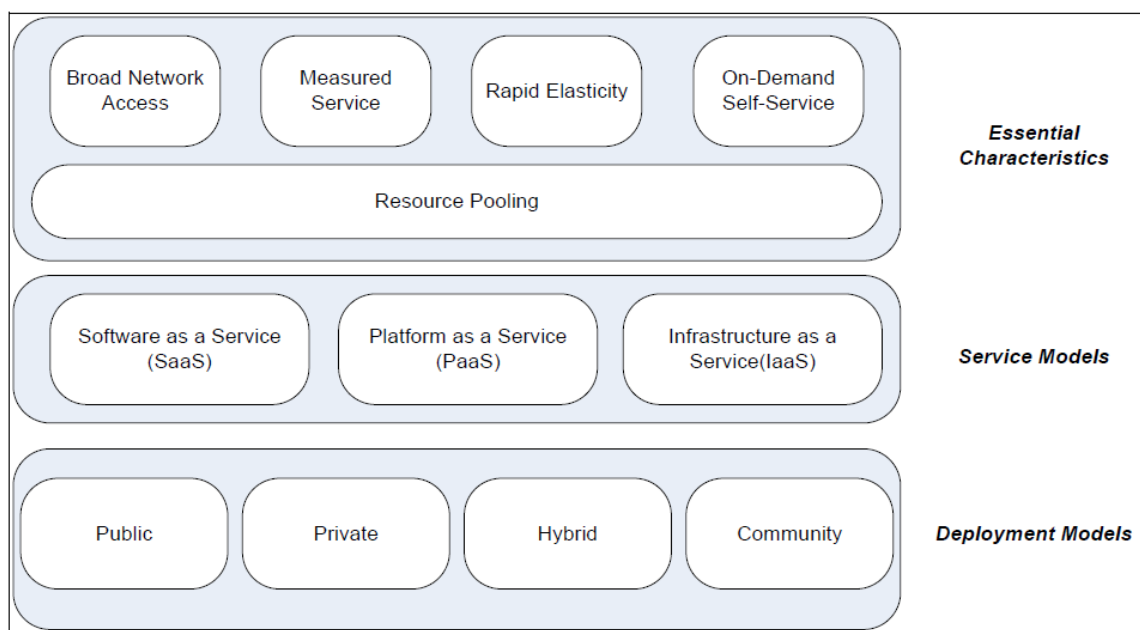 Broad Network
Access
Measured
Service
Rapid Elasticity
On-Demand
Self-Service
Essential
Characteristics
Resource Pooling
Software as a Service
(SaaS)
Platform as a Service
(PaaS)
Infrastructure as a
Service(IaaS)
Service Models
Public
Private
Hybrid
Community
Deployment Models